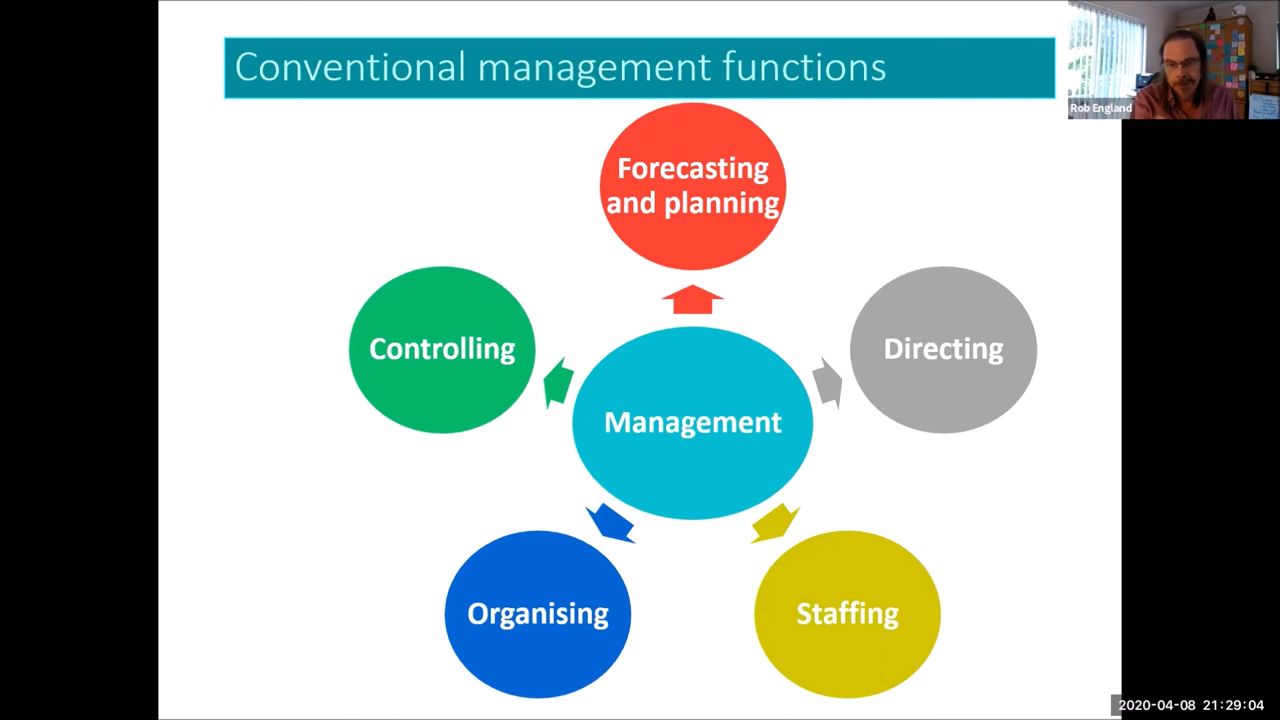 Conventional management functions
Rob England
Forecasting
and planning
Controlling
Directing
Management
Organising
Staffing
2020-04-08 21:29:04